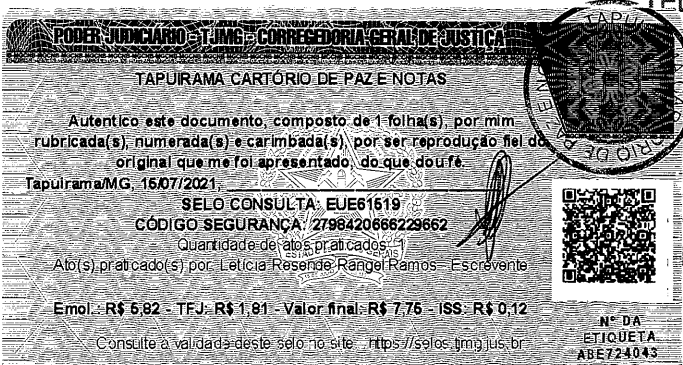 PODER JUDICIÁRIO - TJMG - CORREGEDORIA GERAL DE JUSTIÇA
TAPUIRAMA CARTÓRIO DE PAZ E NOTAS
Autentico este documento, composto de 1 folha(s), por mim
rubricada(s), numerada(s) e carimbada(s), por ser reprodução fiel do
original que me foi apresentado, do que dou fé.
Tapuirama/MG, 15/07/2021,
SELO CONSULTA: EUE61519
CÓDIGO SEGURANÇA: 2798420666229662
Quantidade de atos praticados: 1
Ato(s) praticado(s) por: Letícia Resende Rangel Ramos - Escrevente
Emol.: R$ 5,82 - TFJ: R$ 1,81 - Valor final: R$ 7,75 - ISS: R$ 0,12
Consulte a validade deste selo no site: https://selos.tjmg.jus.br
Nº DA
ETIQUETA
ABE724043